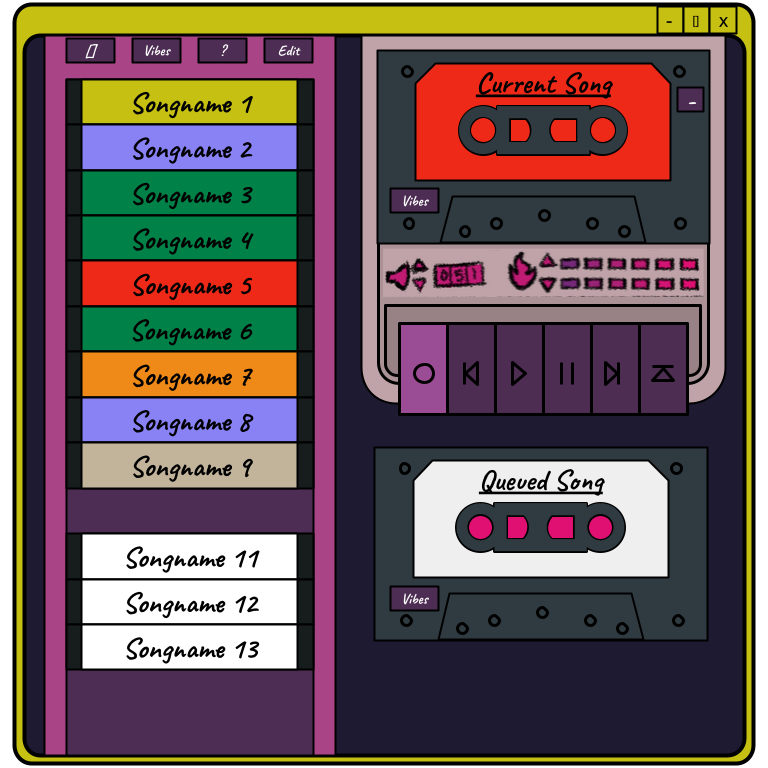 - ▯ x
▯ Vibes ? Edit
Songname 1
Songname 2
Songname 3
Songname 4
Songname 5
Songname 6
Songname 7
Songname 8
Songname 9
Songname 11
Songname 12
Songname 13
Current Song
-
Vibes
051
Queued Song
Vibes